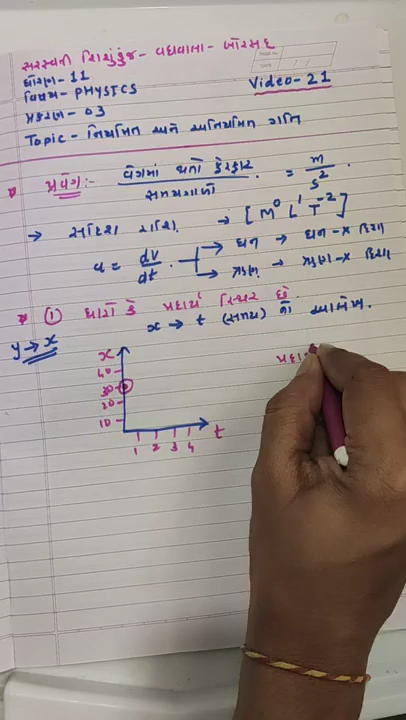 સરસ્વતી શિશુકુંજ - વઘવાલા - બોરસદ
ધોરણ - 11
વિષય - PHYSICS
પ્રકરણ - 03
Video - 21
Topic - નિયમિત અને અનિયમિત ગતિ
પ્રવેગ :- વેગમાં થતો ફેરફાર / સમયગાળો = m/s²
→ સદિશ રાશિ → [M⁰ L¹ T⁻²]
a = dv/dt → ધન → ધન-x દિશા
→ ઋણ → ઋણ-x દિશા
① ધારો કે પદાર્થ સ્થિર છે.
x → t (સમય) નો આલેખ.
y → x
x
40
30
20
10
1 2 3 4 t